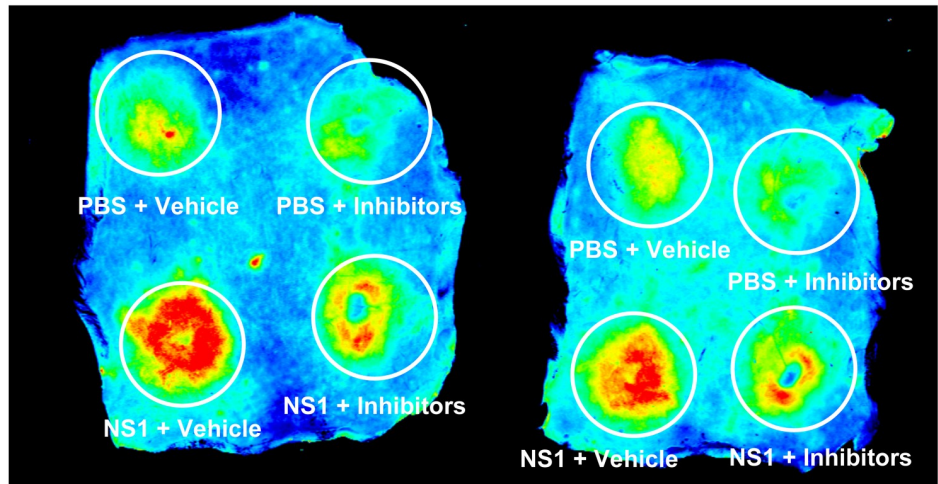 PBS + Vehicle
PBS + Inhibitors
NS1 + Vehicle
NS1 + Inhibitors
PBS + Vehicle
PBS + Inhibitors
NS1 + Vehicle
NS1 + Inhibitors